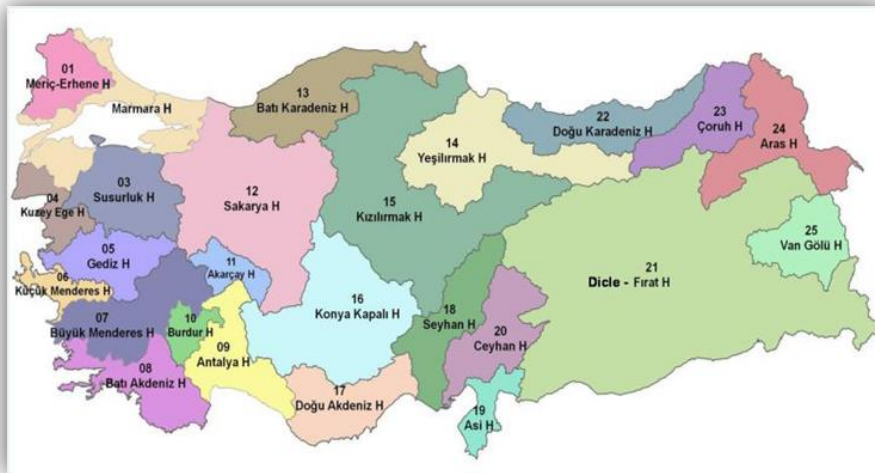 01
Meriç-Erhene H
Marmara H
03
Susurluk H
04
Kuzey Ege H
05
Gediz H
06
Küçük Menderes H
07
Büyük Menderes H
08
Batı Akdeniz H
09
Antalya H
10
Burdur H
11
Akarçay H
12
Sakarya H
13
Batı Karadeniz H
14
Yeşilırmak H
15
Kızılırmak H
16
Konya Kapalı H
17
Doğu Akdeniz H
18
Seyhan H
19
Asi H
20
Ceyhan H
21
Dicle - Fırat H
22
Doğu Karadeniz H
23
Çoruh H
24
Aras H
25
Van Gölü H